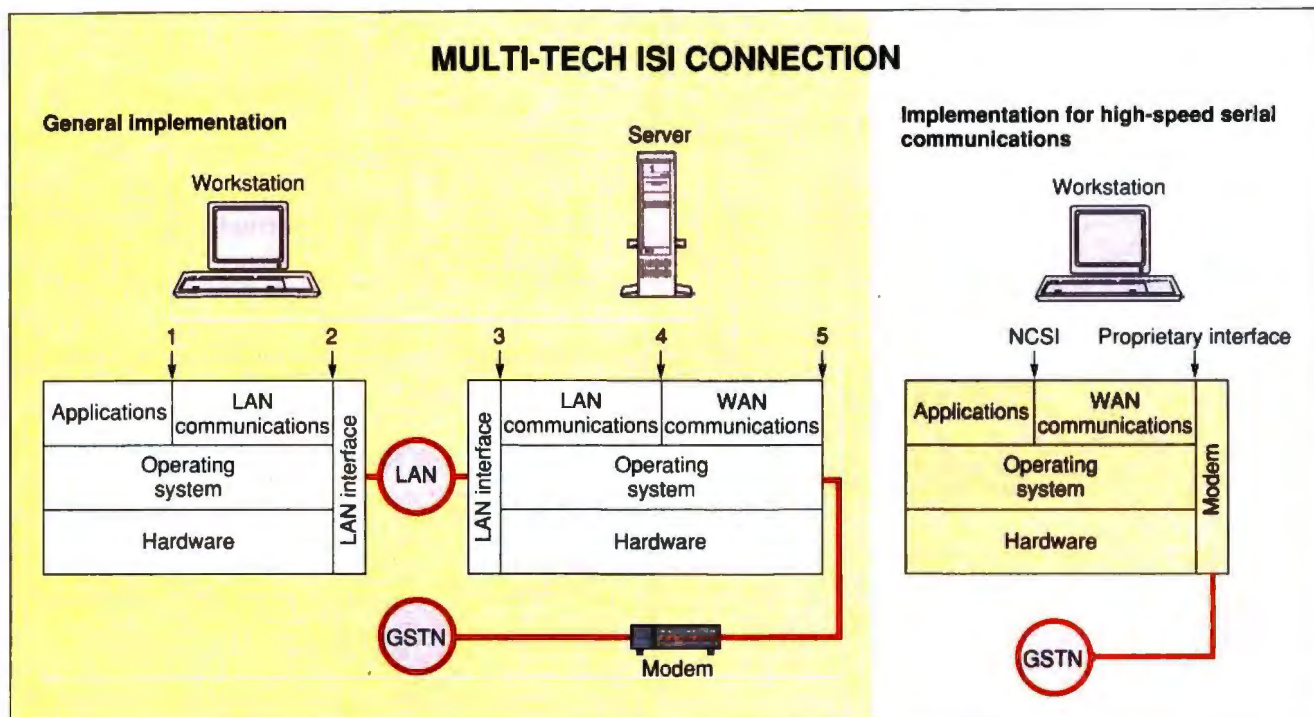 MULTI-TECH ISI CONNECTION
General implementation
Workstation
Server
1
2
3
4
5
Applications
LAN
communications
Operating
system
Hardware
LAN interface
LAN
LAN interface
LAN
communications
WAN
communications
Operating
system
Hardware
GSTN
Modem
Implementation for high-speed serial
communications
Workstation
NCSI
Proprietary interface
Applications
WAN
communications
Operating
system
Hardware
Modem
GSTN